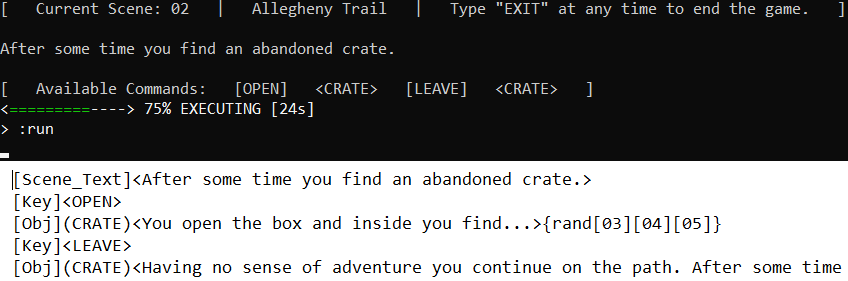 [   Current Scene: 02   |   Allegheny Trail   |   Type "EXIT" at any time to end the game.   ]
After some time you find an abandoned crate.
[   Available Commands:   [OPEN]   <CRATE>   [LEAVE]   <CRATE>   ]
<=========----> 75% EXECUTING [24s]
> :run
[Scene_Text]<After some time you find an abandoned crate.>
[Key]<OPEN>
[Obj](CRATE)<You open the box and inside you find...>{rand[03][04][05]}
[Key]<LEAVE>
[Obj](CRATE)<Having no sense of adventure you continue on the path. After some time